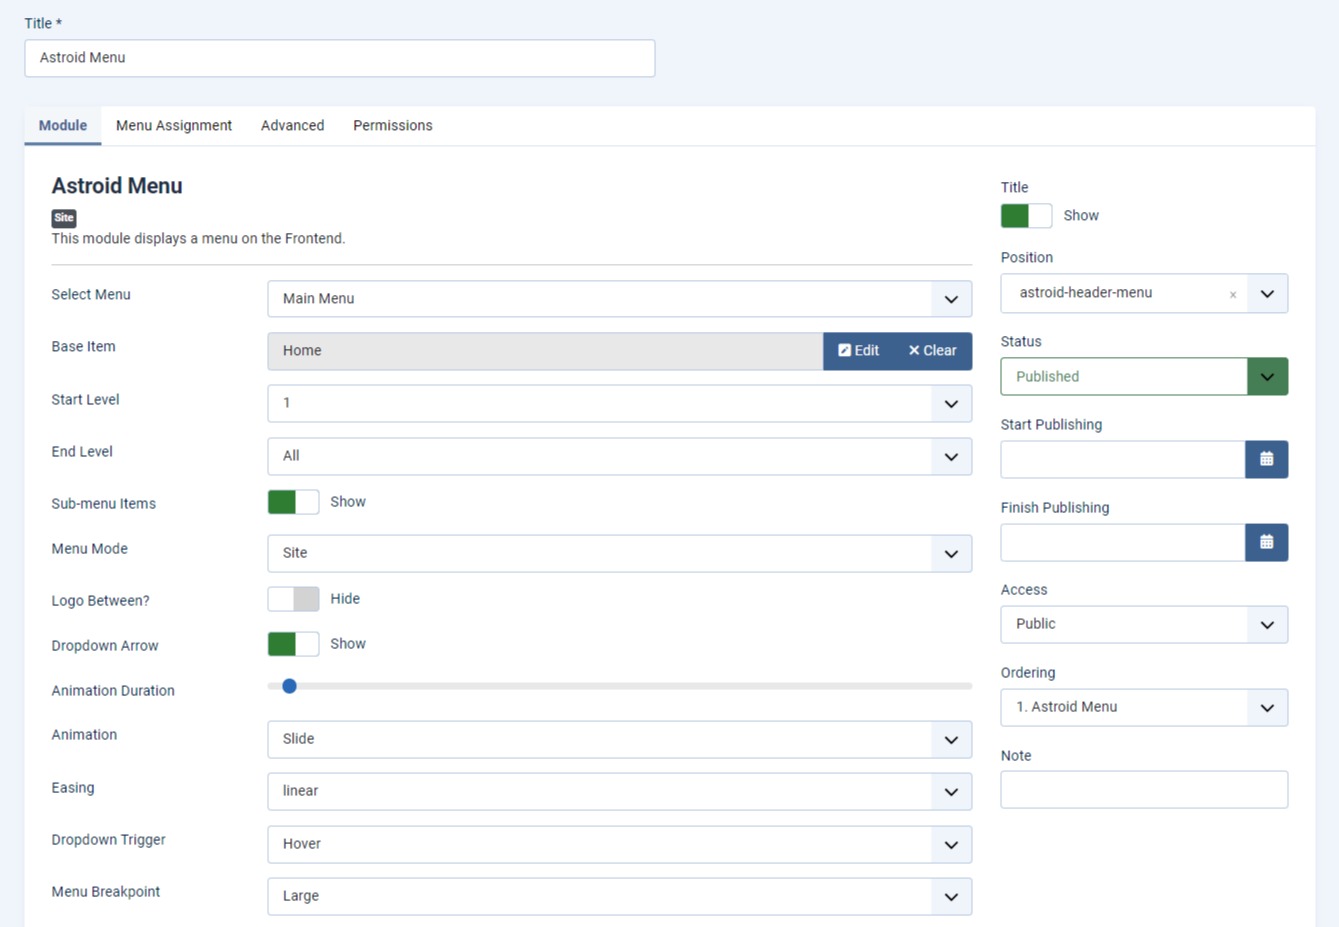 Title *
Astroid Menu
Module
Menu Assignment
Advanced
Permissions
Astroid Menu
Site
This module displays a menu on the Frontend.
Select Menu
Main Menu
Base Item
Home
Edit
Clear
Start Level
1
End Level
All
Sub-menu Items
Show
Menu Mode
Site
Logo Between?
Hide
Dropdown Arrow
Show
Animation Duration
Animation
Slide
Easing
linear
Dropdown Trigger
Hover
Menu Breakpoint
Large
Title
Show
Position
astroid-header-menu ×
Status
Published
Start Publishing
Finish Publishing
Access
Public
Ordering
1. Astroid Menu
Note